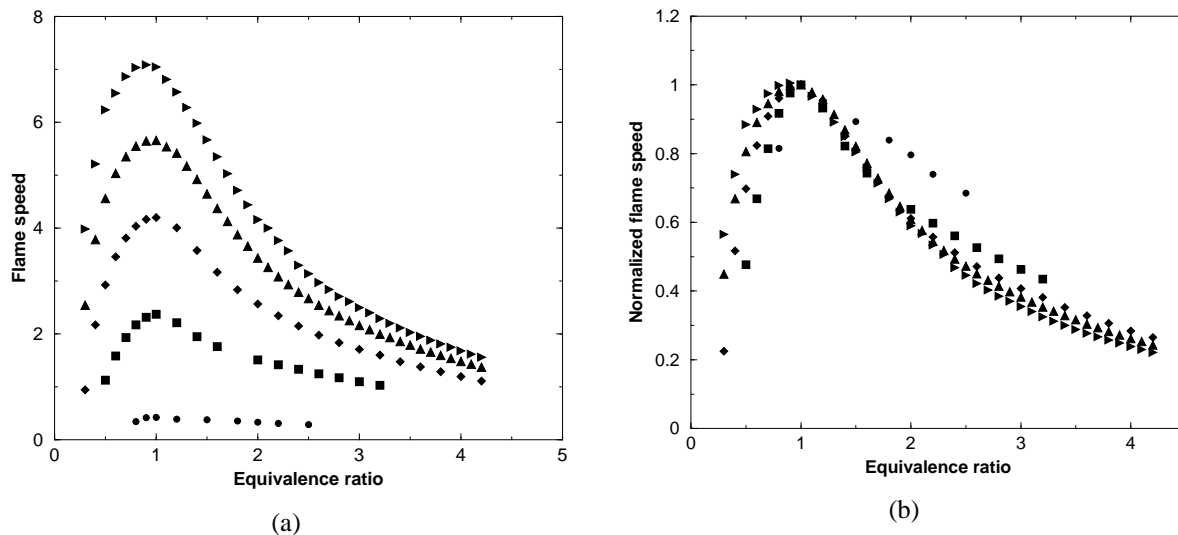 8
6
4
2
0
Flame speed
0 1 2 3 4 5
Equivalence ratio
(a)
1.2
1
0.8
0.6
0.4
0.2
0
Normalized flame speed
0 1 2 3 4
Equivalence ratio
(b)